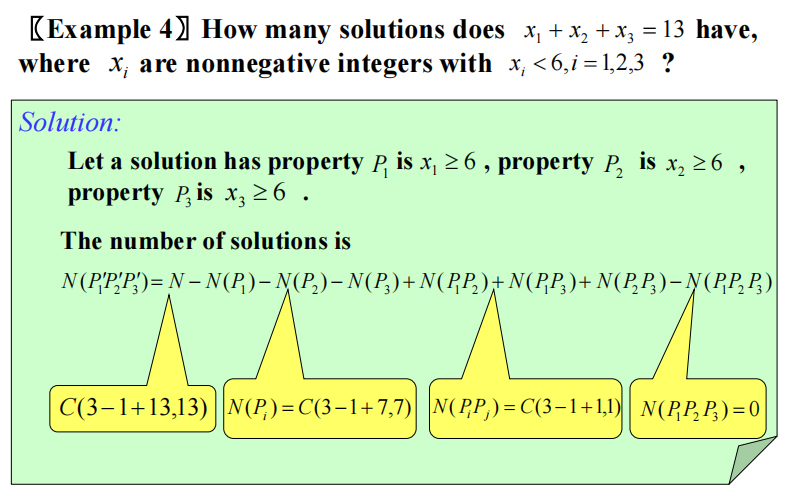 〖Example 4〗 How many solutions does x₁ + x₂ + x₃ = 13 have,
where xᵢ are nonnegative integers with xᵢ < 6, i = 1,2,3 ?
Solution:
Let a solution has property P₁ is x₁ ≥ 6 , property P₂ is x₂ ≥ 6 ,
property P₃ is x₃ ≥ 6 .
The number of solutions is
N(P₁′P₂′P₃′)= N − N(P₁) − N(P₂) − N(P₃) + N(P₁P₂) + N(P₁P₃) + N(P₂P₃) − N(P₁P₂P₃)
C(3−1+13,13)
N(Pᵢ) = C(3−1+7,7)
N(PᵢPⱼ) = C(3−1+1,1)
N(P₁P₂P₃) = 0